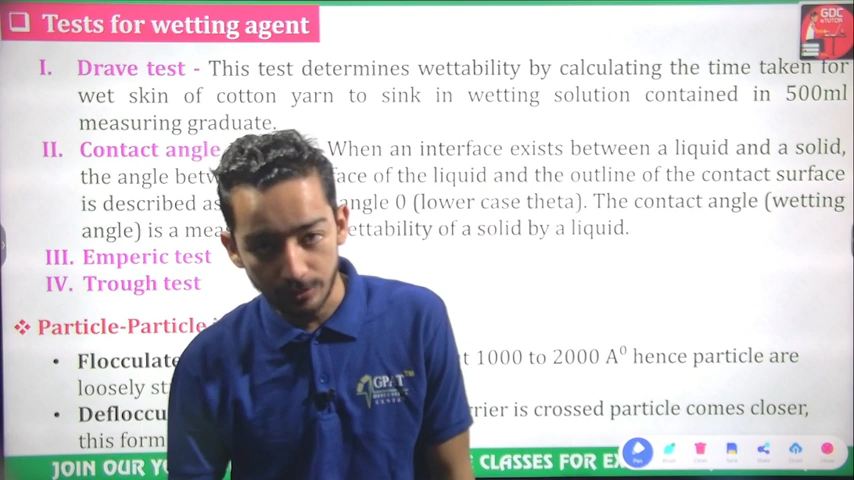 ❑ Tests for wetting agent
GDC
eTUTOR
I. Drave test - This test determines wettability by calculating the time taken for
wet skin of cotton yarn to sink in wetting solution contained in 500ml
measuring graduate.
II. Contact angle When an interface exists between a liquid and a solid,
the angle betw face of the liquid and the outline of the contact surface
is described as angle 0 (lower case theta). The contact angle (wetting
angle) is a mea ettability of a solid by a liquid.
III. Emperic test
IV. Trough test
❖ Particle-Particle i
• Flocculate t 1000 to 2000 A⁰ hence particle are
loosely st
• Defloccu rrier is crossed particle comes closer,
this form
GPAT
JOIN OUR YO E CLASSES FOR EX